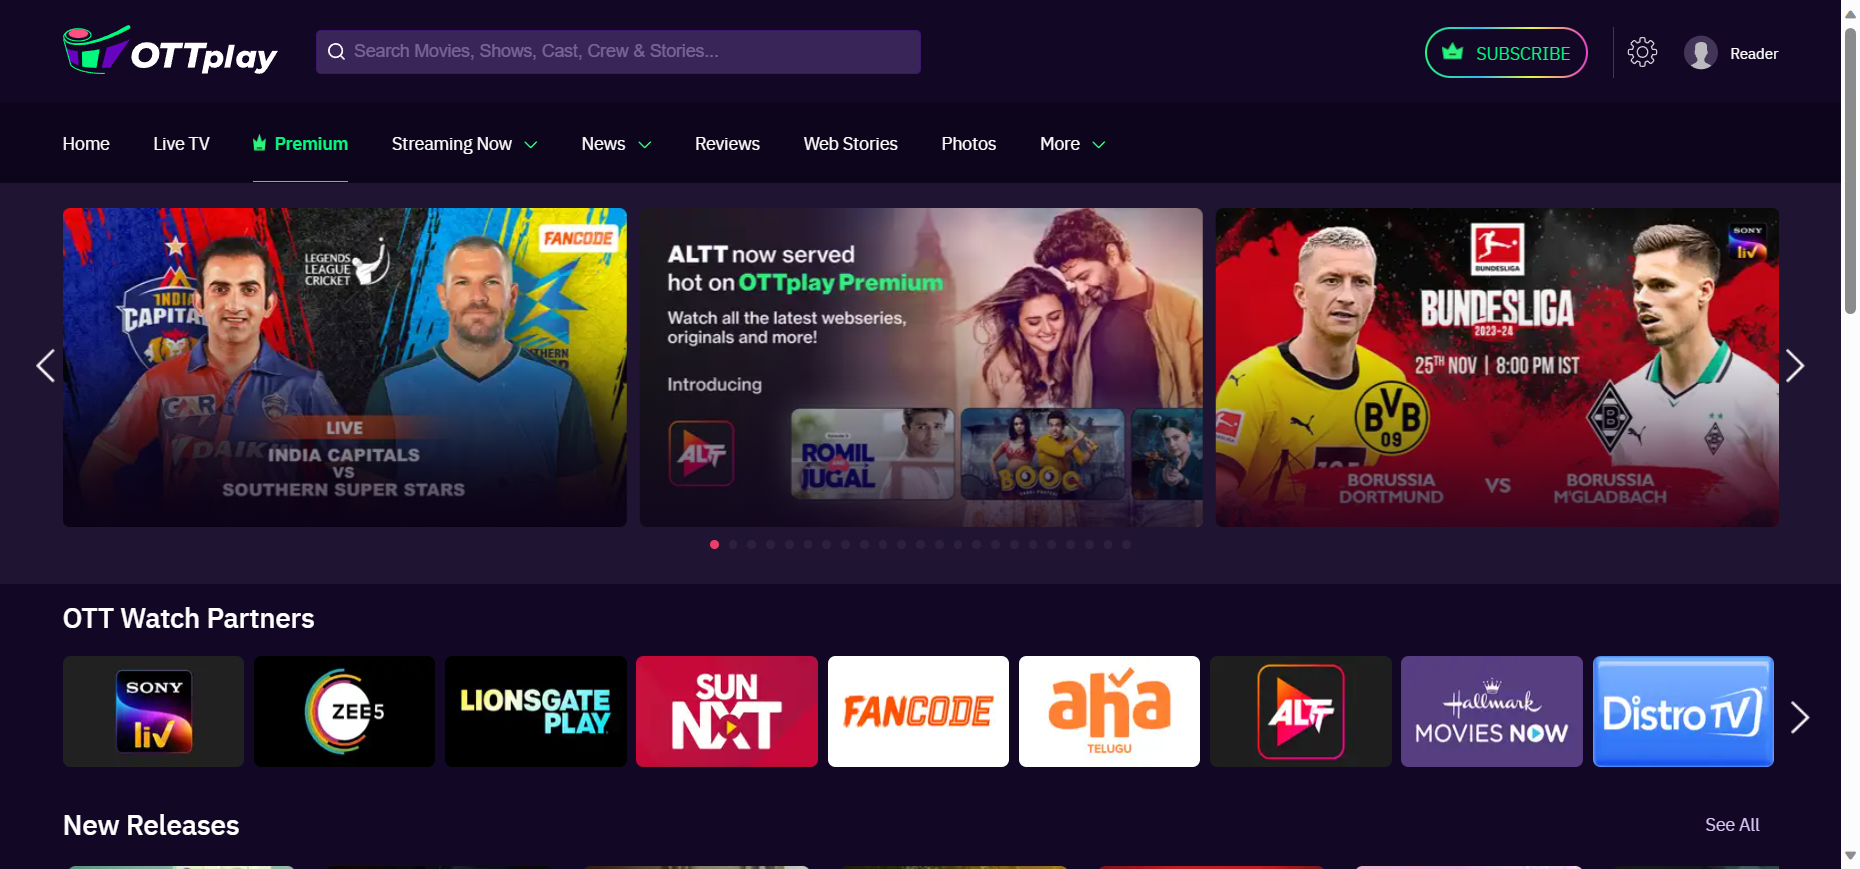 OTTplay
Search Movies, Shows, Cast, Crew & Stories...
SUBSCRIBE
Reader
Home
Live TV
Premium
Streaming Now
News
Reviews
Web Stories
Photos
More
FANCODE
LEGENDS
LEAGUE
CRICKET
INDIA
CAPITA
GMR
DAIK
LIVE
INDIA CAPITALS
VS
SOUTHERN SUPER STARS
ALTT now served
hot on OTTplay Premium
Watch all the latest webseries,
originals and more!
Introducing
ALTT
ROMIL
JUGAL
BOOO
SONY
liv
BUNDESLIGA
BUNDESLIGA
2023-24
25TH NOV | 8:00 PM IST
BVB
09
BORUSSIA
DORTMUND
VS
BORUSSIA
M'GLADBACH
OTT Watch Partners
SONY
liv
ZEE5
LIONSGATE
PLAY
SUN
NXT
FANCODE
aha
TELUGU
ALTT
Hallmark
MOVIES NOW
Distro TV
New Releases
See All